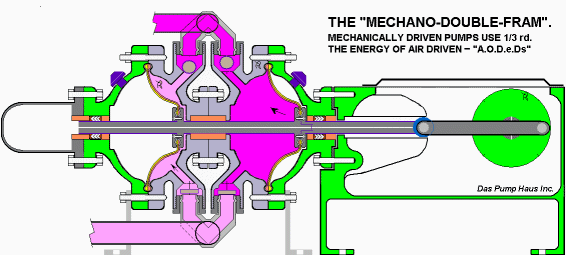 THE "MECHANO-DOUBLE-FRAM".
MECHANICALLY DRIVEN PUMPS USE 1/3 rd.
THE ENERGY OF AIR DRIVEN – "A.O.D.e.Ds"
Das Pump Haus Inc.